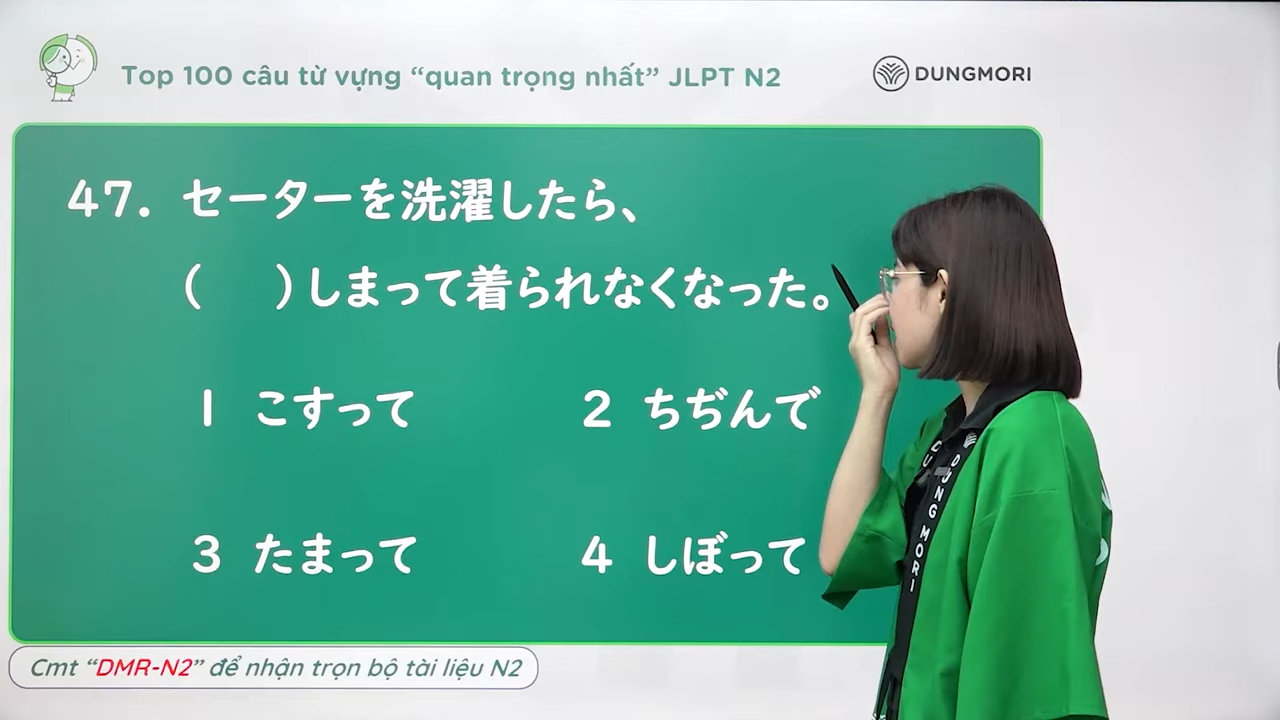 Top 100 câu từ vựng “quan trọng nhất” JLPT N2
DUNGMORI
47. セーターを洗濯したら、
( )しまって着られなくなった。
1 こすって
2 ちぢんで
3 たまって
4 しぼって
Cmt “DMR-N2” để nhận trọn bộ tài liệu N2
DUNG MORI